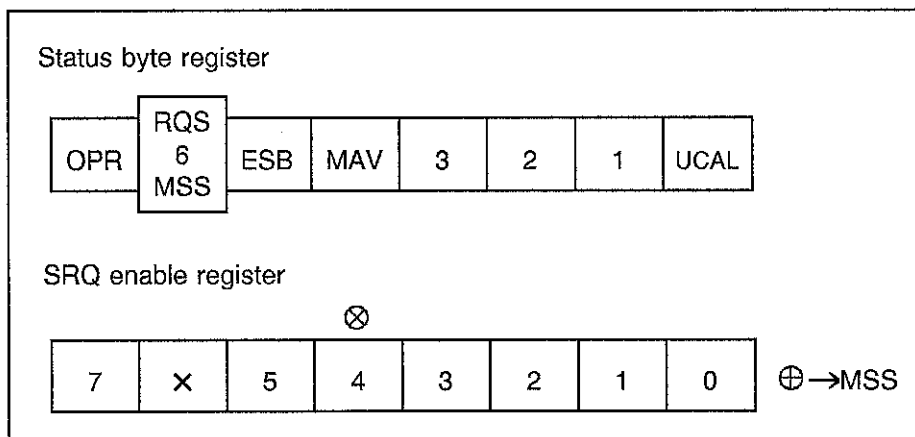 Status byte register
RQS
OPR 6 ESB MAV 3 2 1 UCAL
MSS
SRQ enable register
⊗
7 × 5 4 3 2 1 0 ⊕→MSS